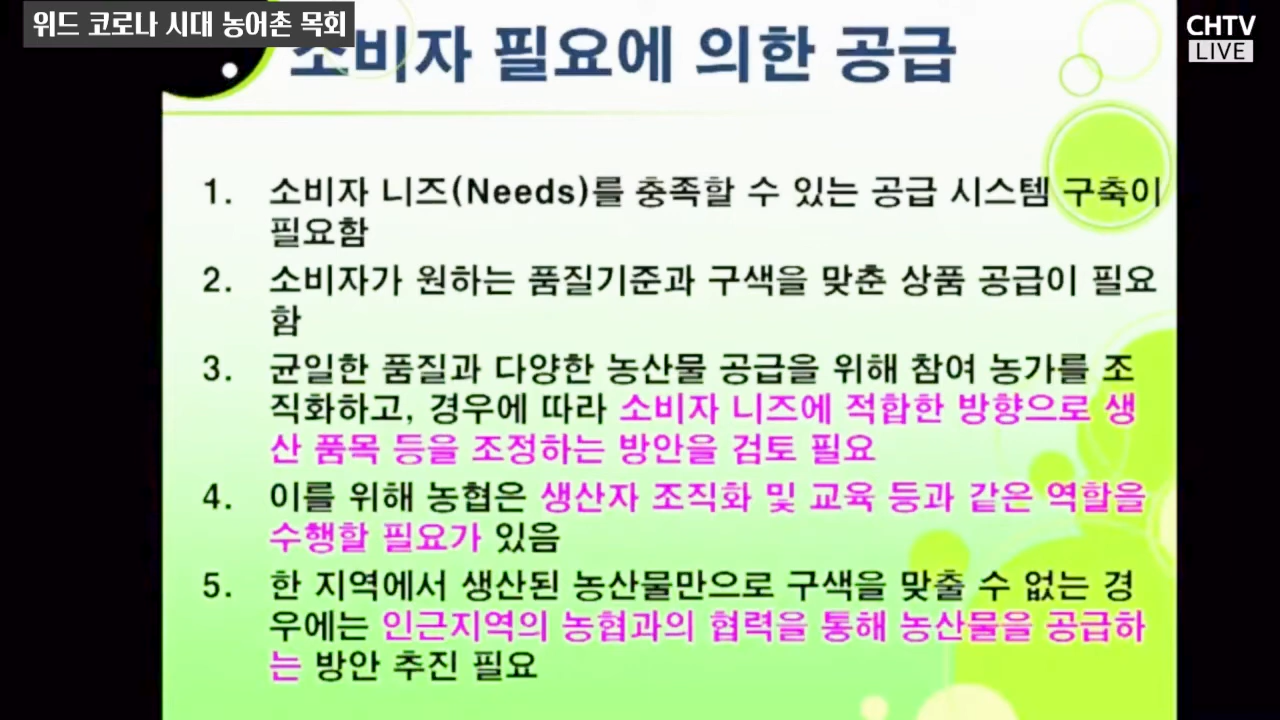 위드 코로나 시대 농어촌 목회
CHTV
LIVE
소비자 필요에 의한 공급
1. 소비자 니즈(Needs)를 충족할 수 있는 공급 시스템 구축이
필요함
2. 소비자가 원하는 품질기준과 구색을 맞춘 상품 공급이 필요
함
3. 균일한 품질과 다양한 농산물 공급을 위해 참여 농가를 조
직화하고, 경우에 따라 소비자 니즈에 적합한 방향으로 생
산 품목 등을 조정하는 방안을 검토 필요
4. 이를 위해 농협은 생산자 조직화 및 교육 등과 같은 역할을
수행할 필요가 있음
5. 한 지역에서 생산된 농산물만으로 구색을 맞출 수 없는 경
우에는 인근지역의 농협과의 협력을 통해 농산물을 공급하
는 방안 추진 필요